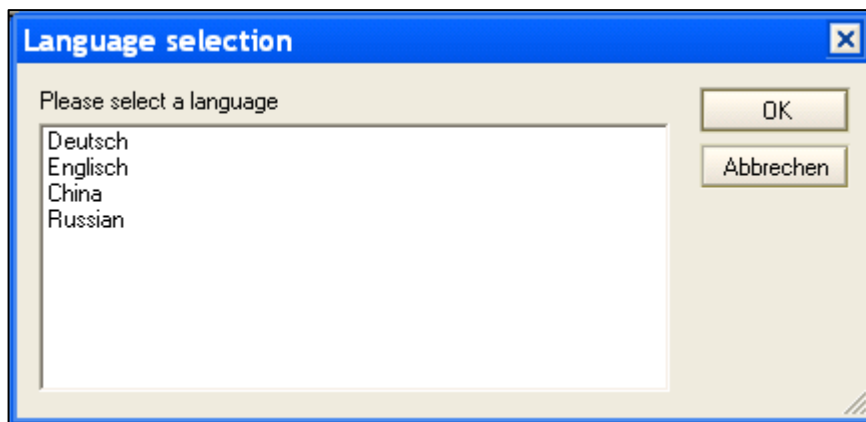 Language selection
Please select a language
OK
Deutsch
Englisch
Abbrechen
China
Russian